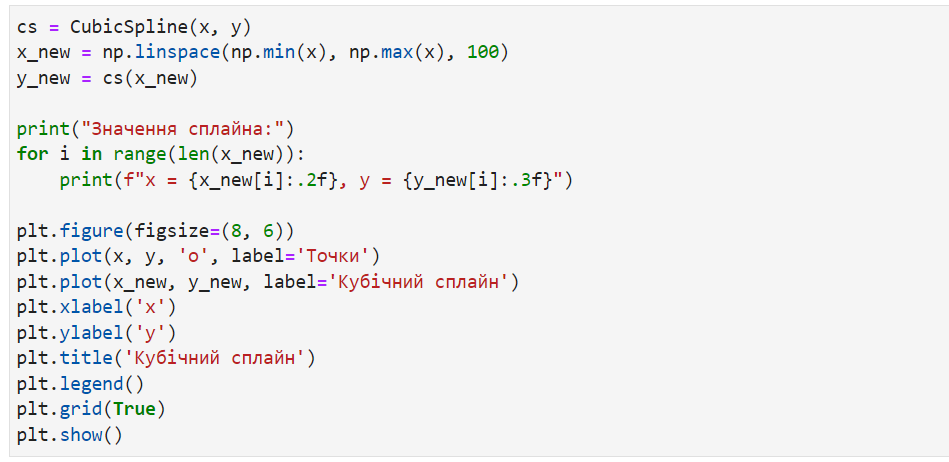 cs = CubicSpline(x, y)
x_new = np.linspace(np.min(x), np.max(x), 100)
y_new = cs(x_new)

print("Значення сплайна:")
for i in range(len(x_new)):
    print(f"x = {x_new[i]:.2f}, y = {y_new[i]:.3f}")

plt.figure(figsize=(8, 6))
plt.plot(x, y, 'o', label='Точки')
plt.plot(x_new, y_new, label='Кубічний сплайн')
plt.xlabel('x')
plt.ylabel('y')
plt.title('Кубічний сплайн')
plt.legend()
plt.grid(True)
plt.show()